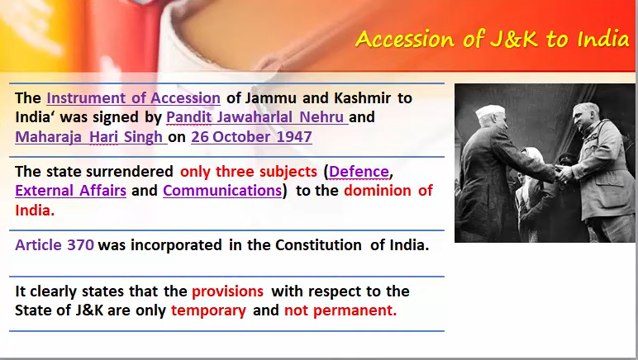 Accession of J&K to India
The Instrument of Accession of Jammu and Kashmir to
India‘ was signed by Pandit Jawaharlal Nehru and
Maharaja Hari Singh on 26 October 1947
The state surrendered only three subjects (Defence,
External Affairs and Communications) to the dominion of
India.
Article 370 was incorporated in the Constitution of India.
It clearly states that the provisions with respect to the
State of J&K are only temporary and not permanent.